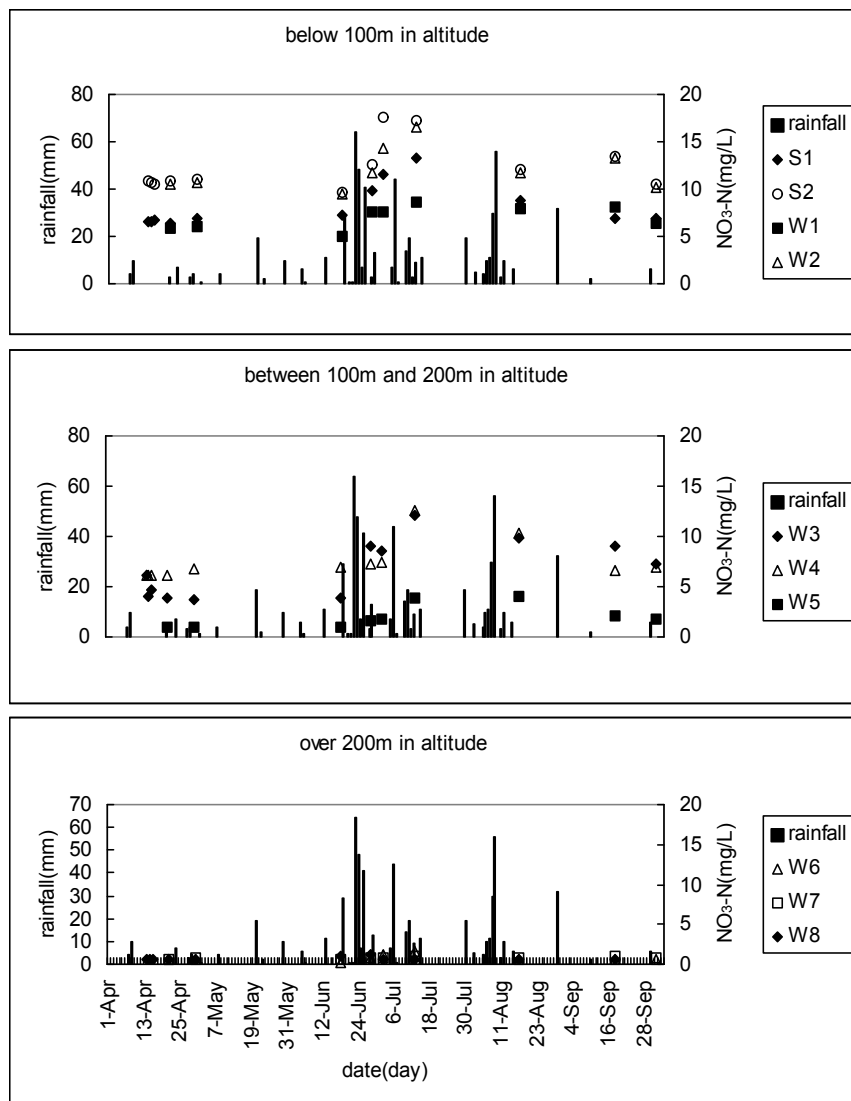 below 100m in altitude
80
60
40
20
0
rainfall(mm)
20
15
10
5
0
NO3-N(mg/L)
rainfall
S1
S2
W1
W2
between 100m and 200m in altitude
80
60
40
20
0
rainfall(mm)
20
15
10
5
0
NO3-N(mg/L)
rainfall
W3
W4
W5
over 200m in altitude
70
60
50
40
30
20
10
0
rainfall(mm)
20
15
10
5
0
NO3-N(mg/L)
rainfall
W6
W7
W8
1-Apr
13-Apr
25-Apr
7-May
19-May
31-May
12-Jun
24-Jun
6-Jul
18-Jul
30-Jul
11-Aug
23-Aug
4-Sep
16-Sep
28-Sep
date(day)